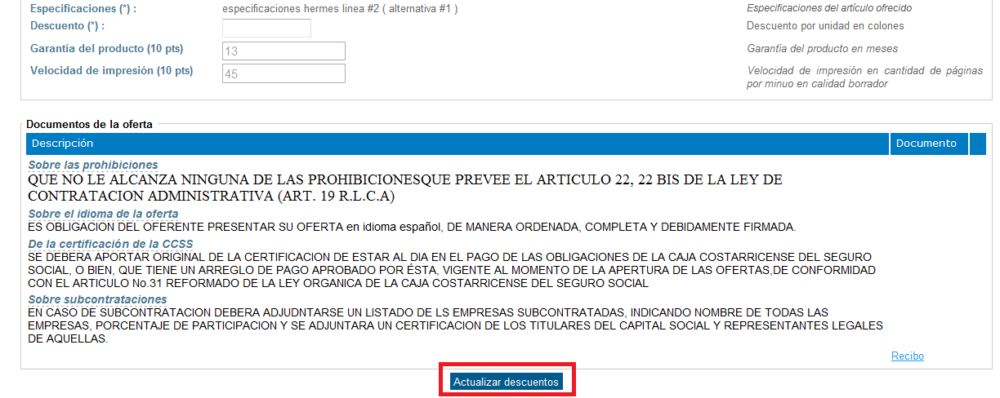 Especificaciones (*) : especificaciones hermes linea #2 ( alternativa #1 ) Especificaciones del artículo ofrecido
Descuento (*) : Descuento por unidad en colones
Garantía del producto (10 pts) 13 Garantía del producto en meses
Velocidad de impresión (10 pts) 45 Velocidad de impresión en cantidad de páginas
por minuo en calidad borrador
Documentos de la oferta
Descripción Documento
Sobre las prohibiciones
QUE NO LE ALCANZA NINGUNA DE LAS PROHIBICIONESQUE PREVEE EL ARTICULO 22, 22 BIS DE LA LEY DE
CONTRATACION ADMINISTRATIVA (ART. 19 R.L.C.A)
Sobre el idioma de la oferta
ES OBLIGACION DEL OFERENTE PRESENTAR SU OFERTA en idioma español, DE MANERA ORDENADA, COMPLETA Y DEBIDAMENTE FIRMADA.
De la certificación de la CCSS
SE DEBERA APORTAR ORIGINAL DE LA CERTIFICACION DE ESTAR AL DIA EN EL PAGO DE LAS OBLIGACIONES DE LA CAJA COSTARRICENSE DEL SEGURO
SOCIAL, O BIEN, QUE TIENE UN ARREGLO DE PAGO APROBADO POR ÉSTA, VIGENTE AL MOMENTO DE LA APERTURA DE LAS OFERTAS,DE CONFORMIDAD
CON EL ARTICULO No.31 REFORMADO DE LA LEY ORGANICA DE LA CAJA COSTARRICENSE DEL SEGURO SOCIAL
Sobre subcontrataciones
EN CASO DE SUBCONTRATACION DEBERA ADJUDNTARSE UN LISTADO DE LS EMPRESAS SUBCONTRATADAS, INDICANDO NOMBRE DE TODAS LAS
EMPRESAS, PORCENTAJE DE PARTICIPACION Y SE ADJUNTARA UN CERTIFICACION DE LOS TITULARES DEL CAPITAL SOCIAL Y REPRESENTANTES LEGALES
DE AQUELLAS.
Recibo
Actualizar descuentos